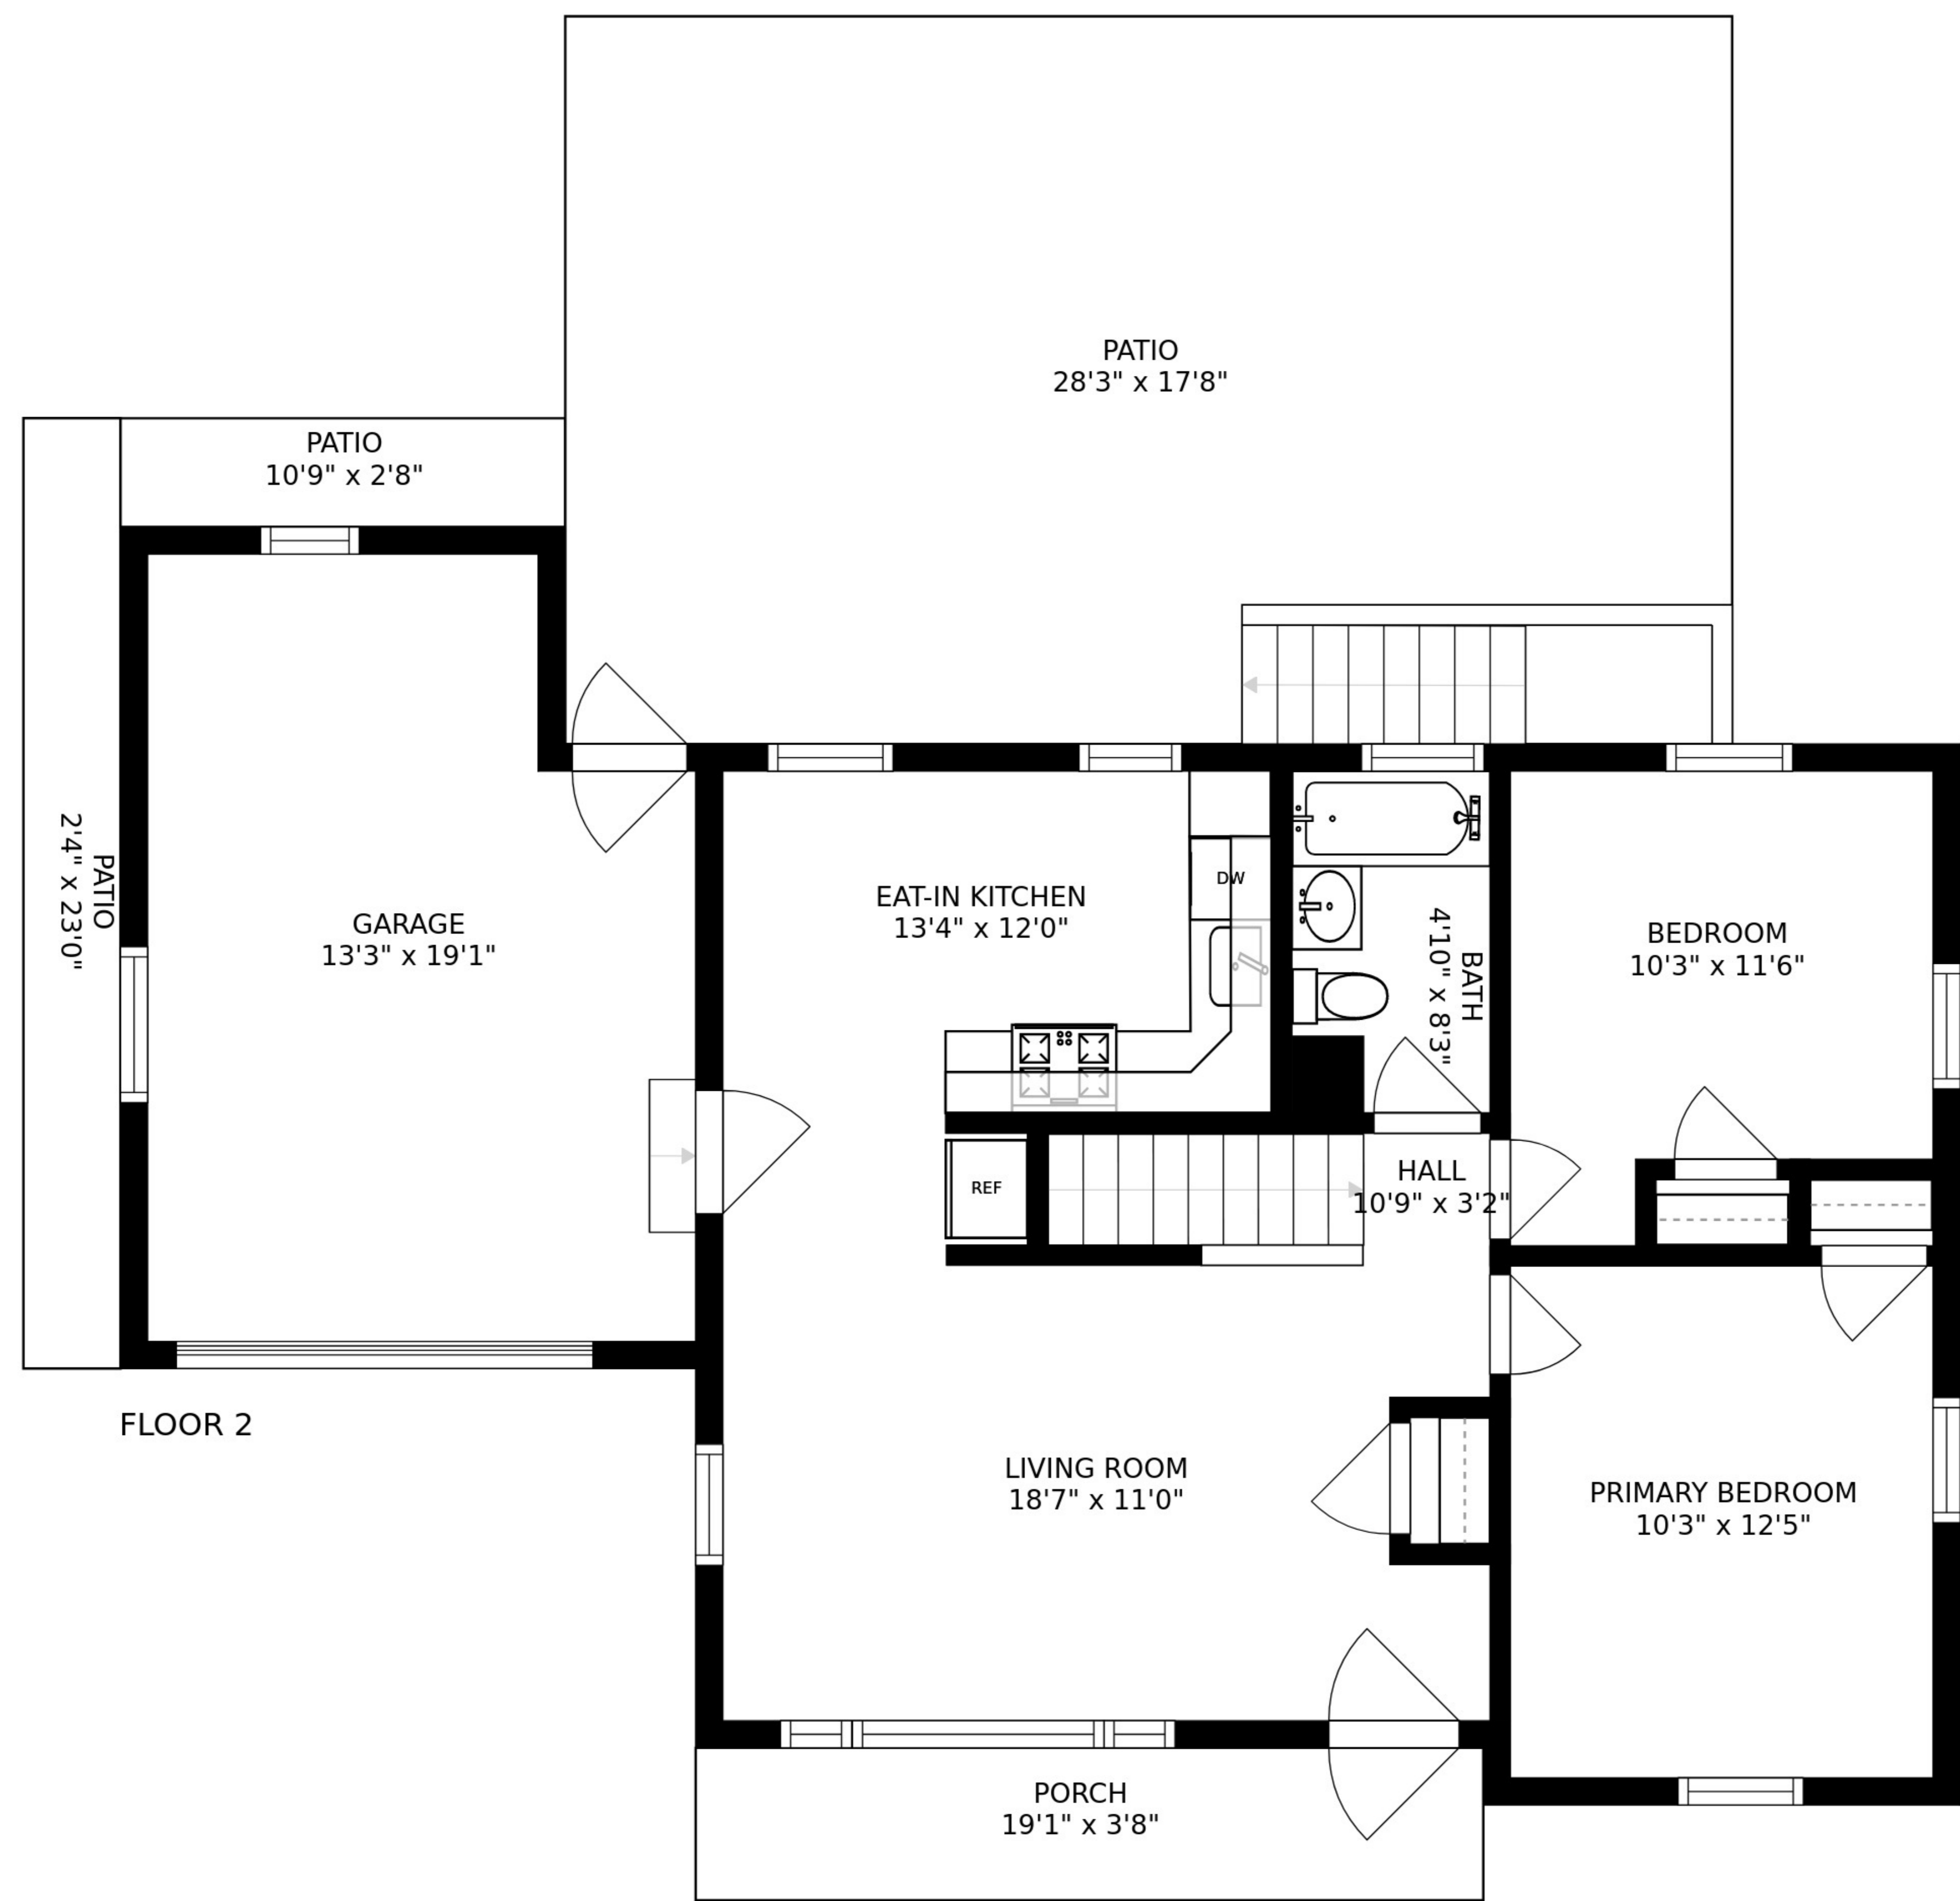 PATIO
28'3" x 17'8"
PATIO
10'9" x 2'8"
PATIO
2'4" x 23'0"
GARAGE
13'3" x 19'1"
EAT-IN KITCHEN
13'4" x 12'0"
DW
BATH
4'10" x 8'3"
BEDROOM
10'3" x 11'6"
REF
HALL
10'9" x 3'2"
FLOOR 2
LIVING ROOM
18'7" x 11'0"
PRIMARY BEDROOM
10'3" x 12'5"
PORCH
19'1" x 3'8"